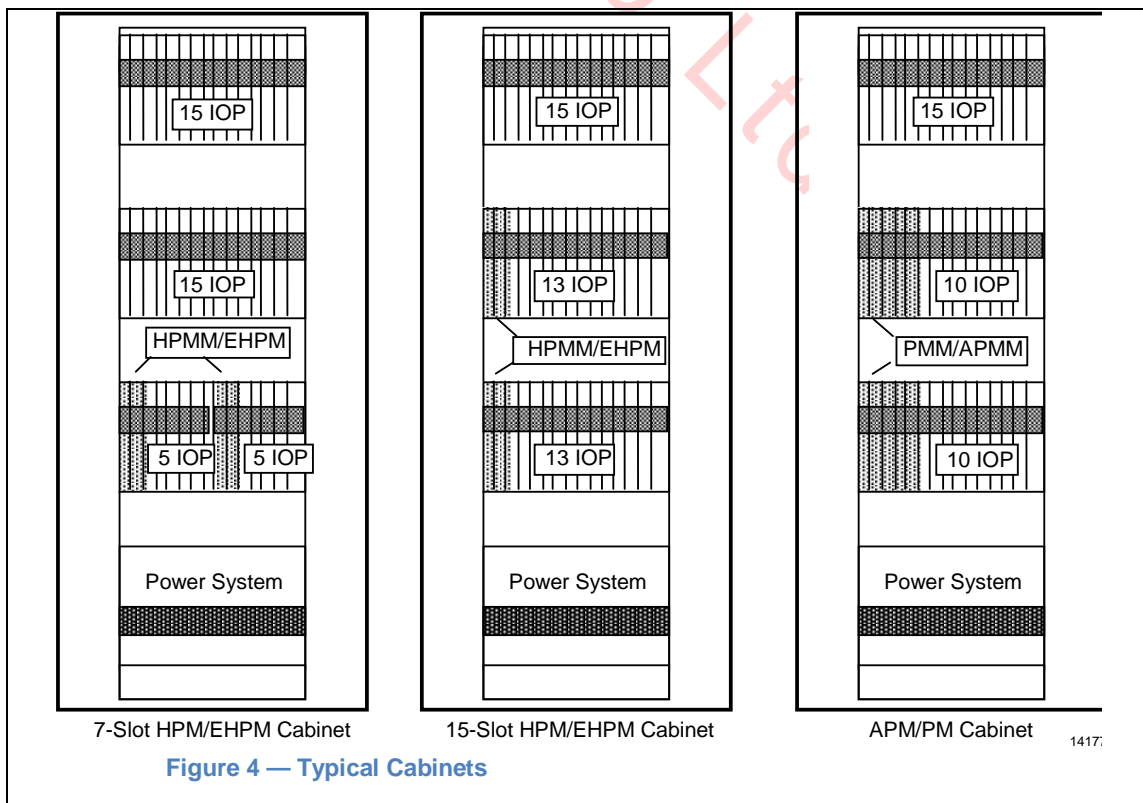 15 IOP
15 IOP
HPMM/EHPM
5 IOP 5 IOP
Power System
7-Slot HPM/EHPM Cabinet
15 IOP
13 IOP
HPMM/EHPM
13 IOP
Power System
15-Slot HPM/EHPM Cabinet
15 IOP
10 IOP
PMM/APMM
10 IOP
Power System
APM/PM Cabinet
1417
Figure 4 — Typical Cabinets
Ltd